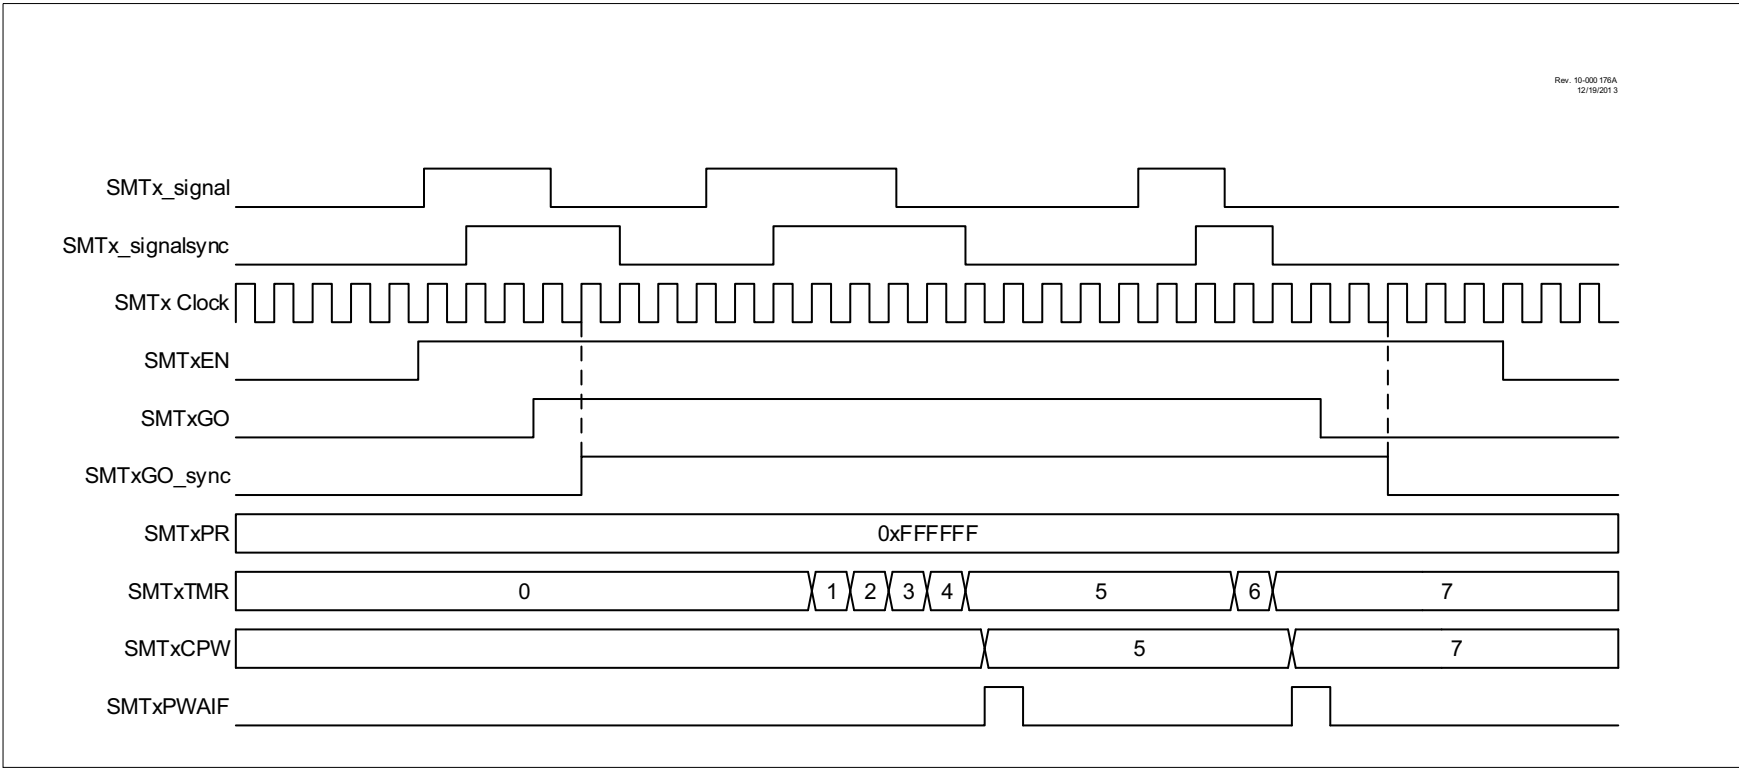 Rev. 10-000 176A
12/19/201 3
SMTx_signal
SMTx_signalsync
SMTx Clock
SMTxEN
SMTxGO
SMTxGO_sync
SMTxPR 0xFFFFFF
SMTxTMR 0 1 2 3 4 5 6 7
SMTxCPW 5 7
SMTxPWAIF